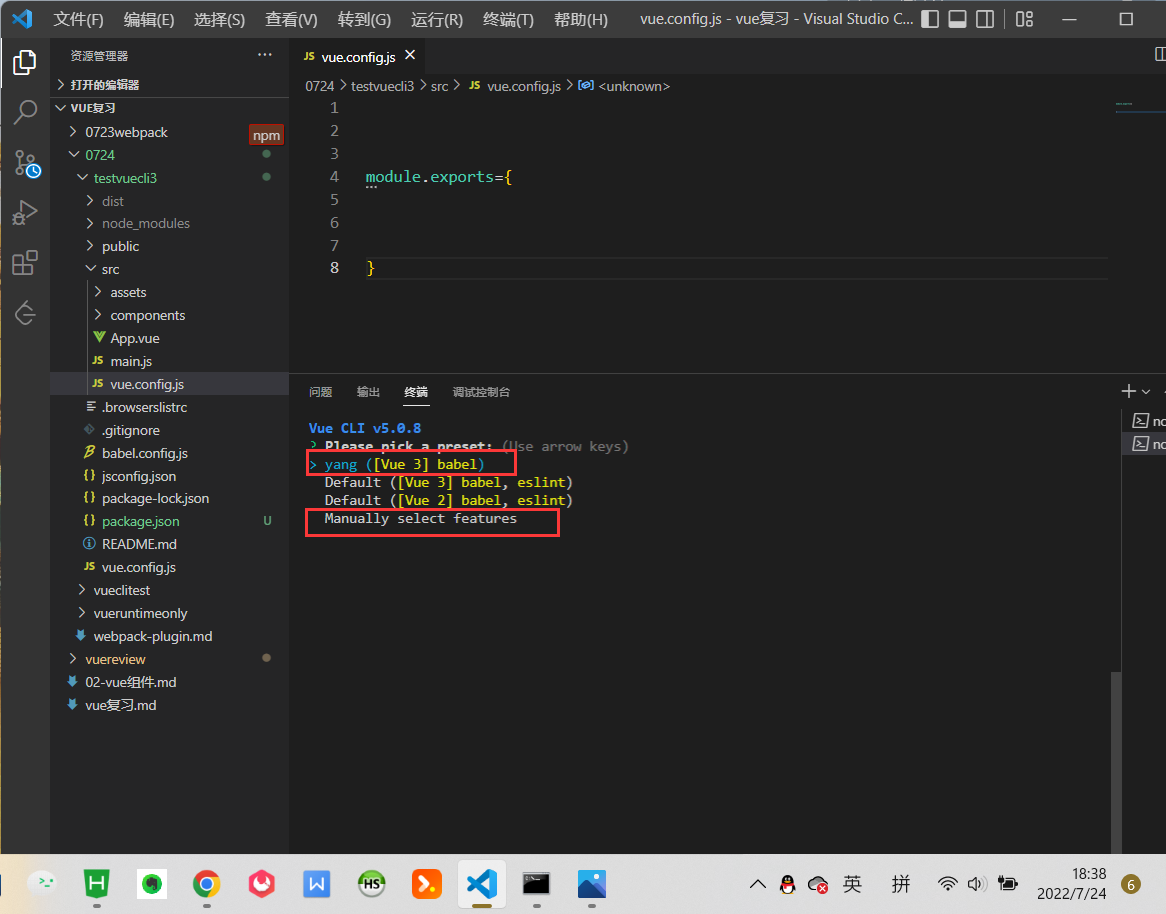 文件(F) 编辑(E) 选择(S) 查看(V) 转到(G) 运行(R) 终端(T) 帮助(H) vue.config.js - vue复习 - Visual Studio C...
资源管理器 ···
打开的编辑器
VUE复习
0723webpack
npm
0724
testvuecli3
dist
node_modules
public
src
assets
components
App.vue
JS main.js
JS vue.config.js
.browserslistrc
.gitignore
babel.config.js
{} jsconfig.json
{} package-lock.json
{} package.json U
README.md
JS vue.config.js
vueclitest
vueruntimeonly
webpack-plugin.md
vuereview
02-vue组件.md
vue复习.md
JS vue.config.js
0724 > testvuecli3 > src > JS vue.config.js > <unknown>
1
2
3
4 module.exports={
5
6
7
8 }
问题 输出 终端 调试控制台
Vue CLI v5.0.8
? Please pick a preset: (Use arrow keys)
> yang ([Vue 3] babel)
Default ([Vue 3] babel, eslint)
Default ([Vue 2] babel, eslint)
Manually select features
no
no
H
W
HS
英 拼
18:38
2022/7/24
6